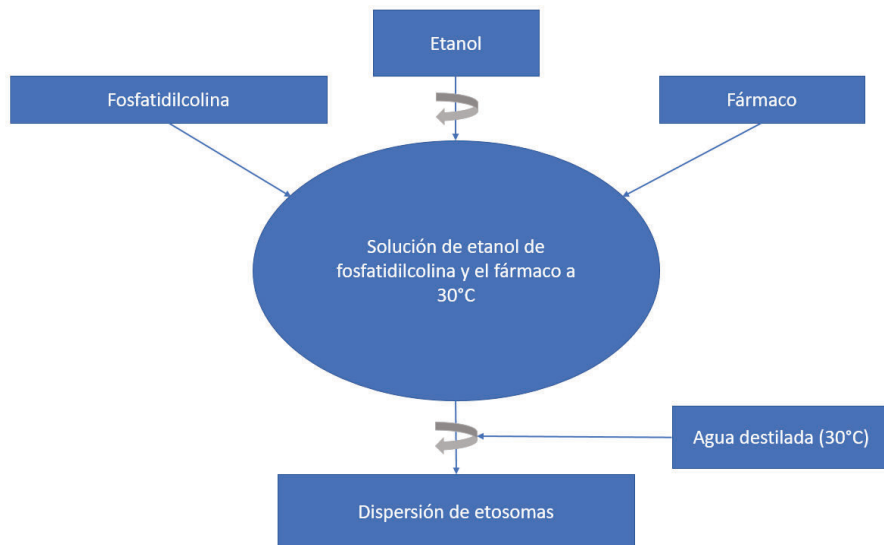 Etanol
Fosfatidilcolina
Fármaco
Solución de etanol de
fosfatidilcolina y el fármaco a
30°C
Agua destilada (30°C)
Dispersión de etosomas